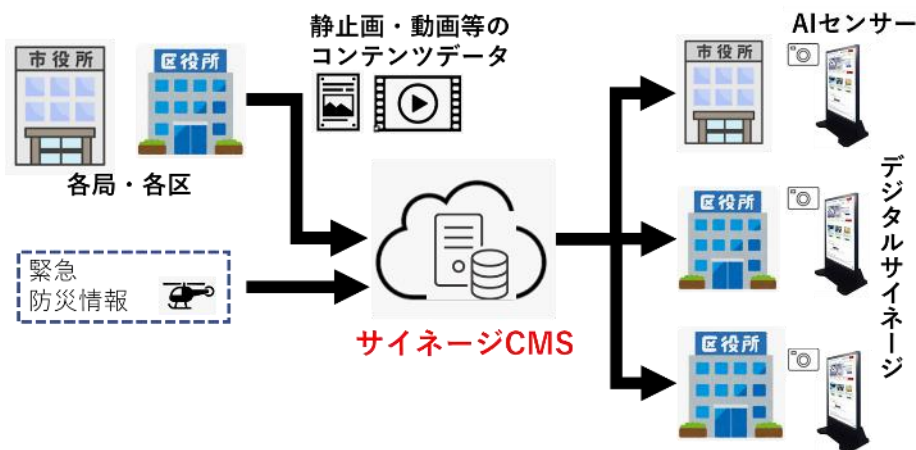 静止画・動画等の
コンテンツデータ
AIセンサー
市役所
区役所
市役所
各局・各区
区役所
デジタルサイネージ
緊急
防災情報
サイネージCMS
区役所